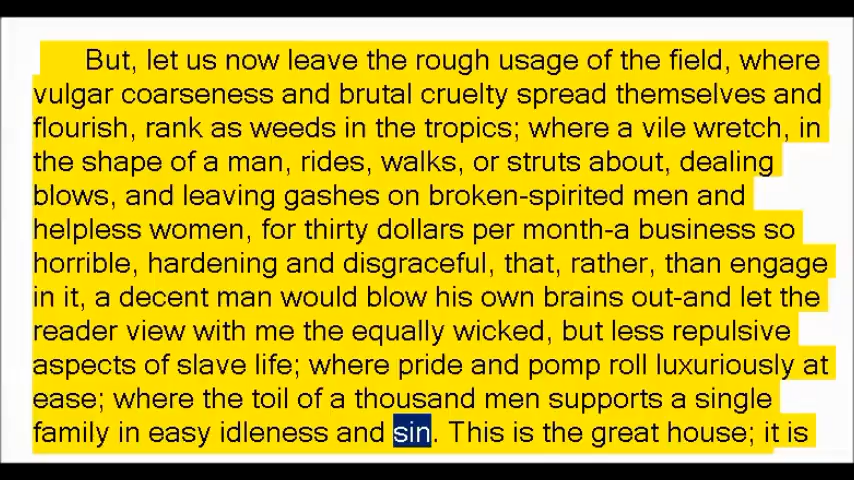 But, let us now leave the rough usage of the field, where
vulgar coarseness and brutal cruelty spread themselves and
flourish, rank as weeds in the tropics; where a vile wretch, in
the shape of a man, rides, walks, or struts about, dealing
blows, and leaving gashes on broken-spirited men and
helpless women, for thirty dollars per month-a business so
horrible, hardening and disgraceful, that, rather, than engage
in it, a decent man would blow his own brains out-and let the
reader view with me the equally wicked, but less repulsive
aspects of slave life; where pride and pomp roll luxuriously at
ease; where the toil of a thousand men supports a single
family in easy idleness and sin. This is the great house; it is